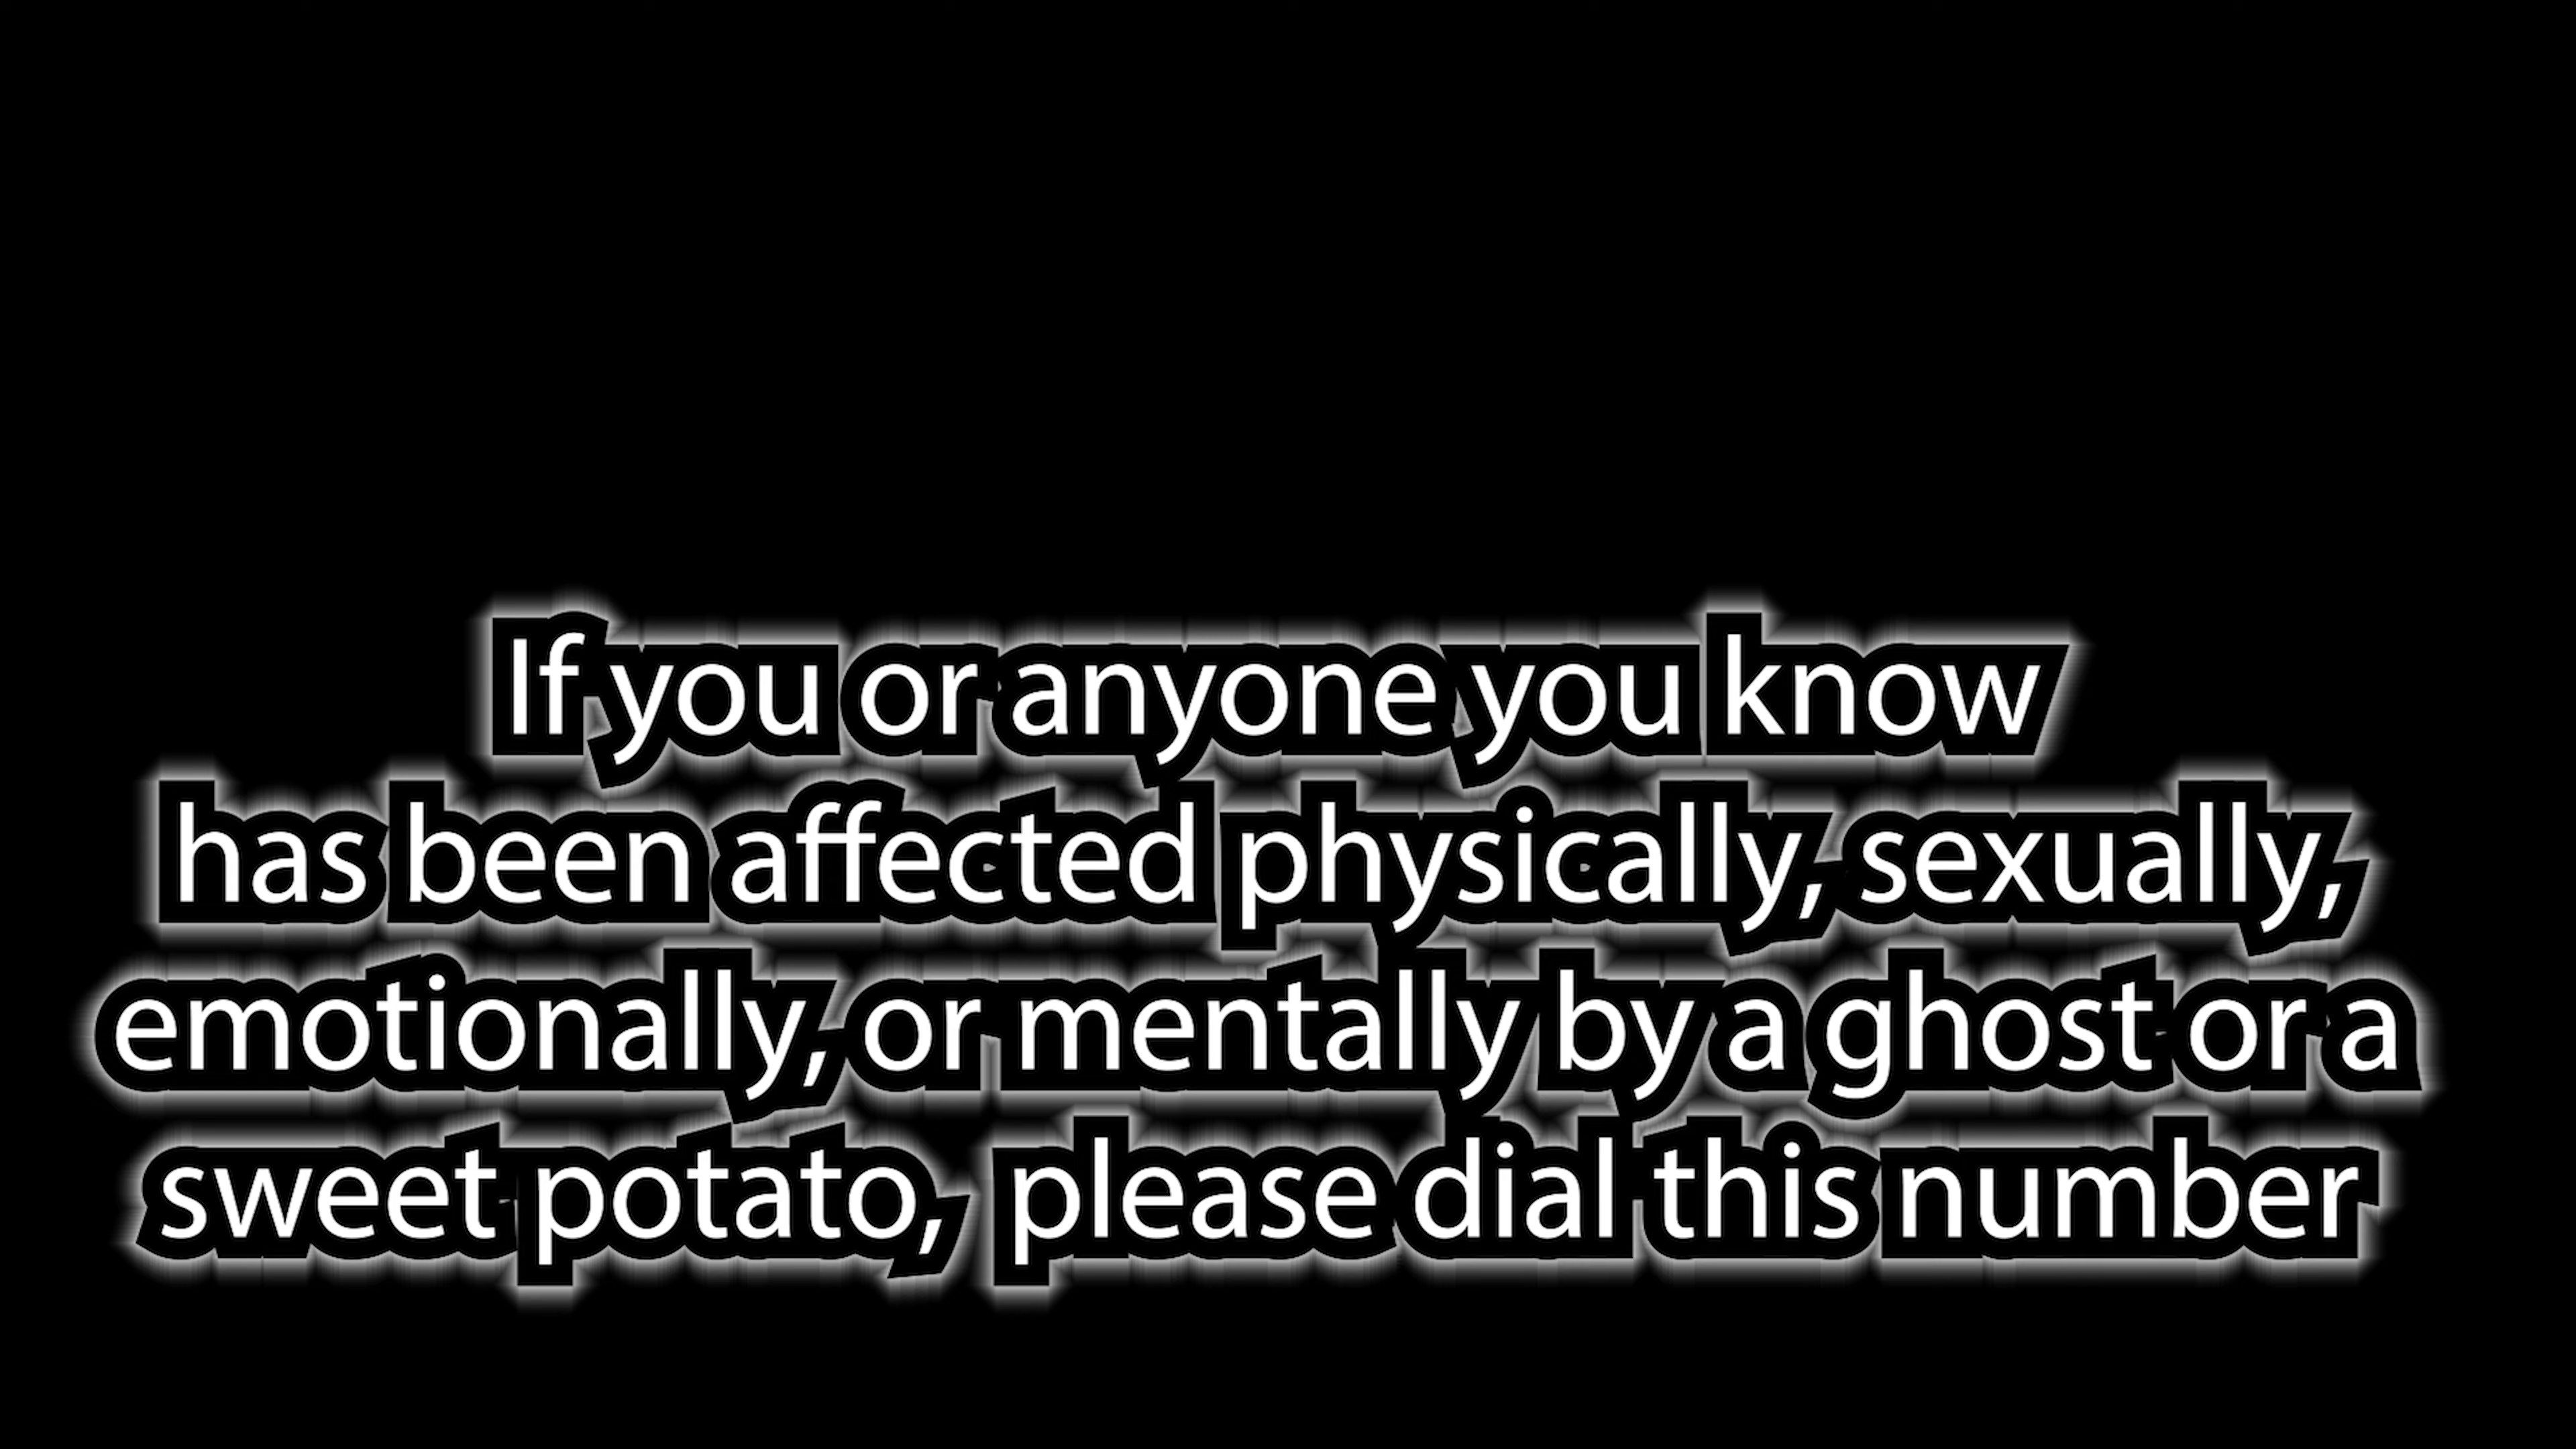 If you or anyone you know
has been affected physically, sexually,
emotionally, or mentally by a ghost or a
sweet potato, please dial this number